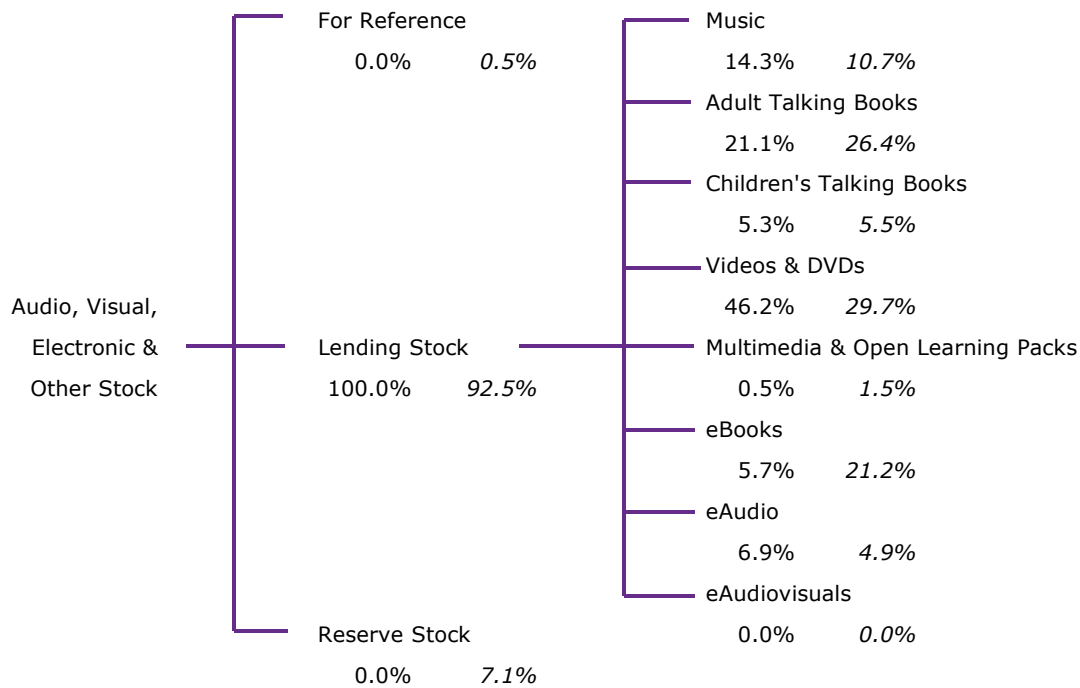 For Reference
0.0% 0.5%
Audio, Visual,
Electronic &
Other Stock
Lending Stock
100.0% 92.5%
Reserve Stock
0.0% 7.1%
Music
14.3% 10.7%
Adult Talking Books
21.1% 26.4%
Children's Talking Books
5.3% 5.5%
Videos & DVDs
46.2% 29.7%
Multimedia & Open Learning Packs
0.5% 1.5%
eBooks
5.7% 21.2%
eAudio
6.9% 4.9%
eAudiovisuals
0.0% 0.0%